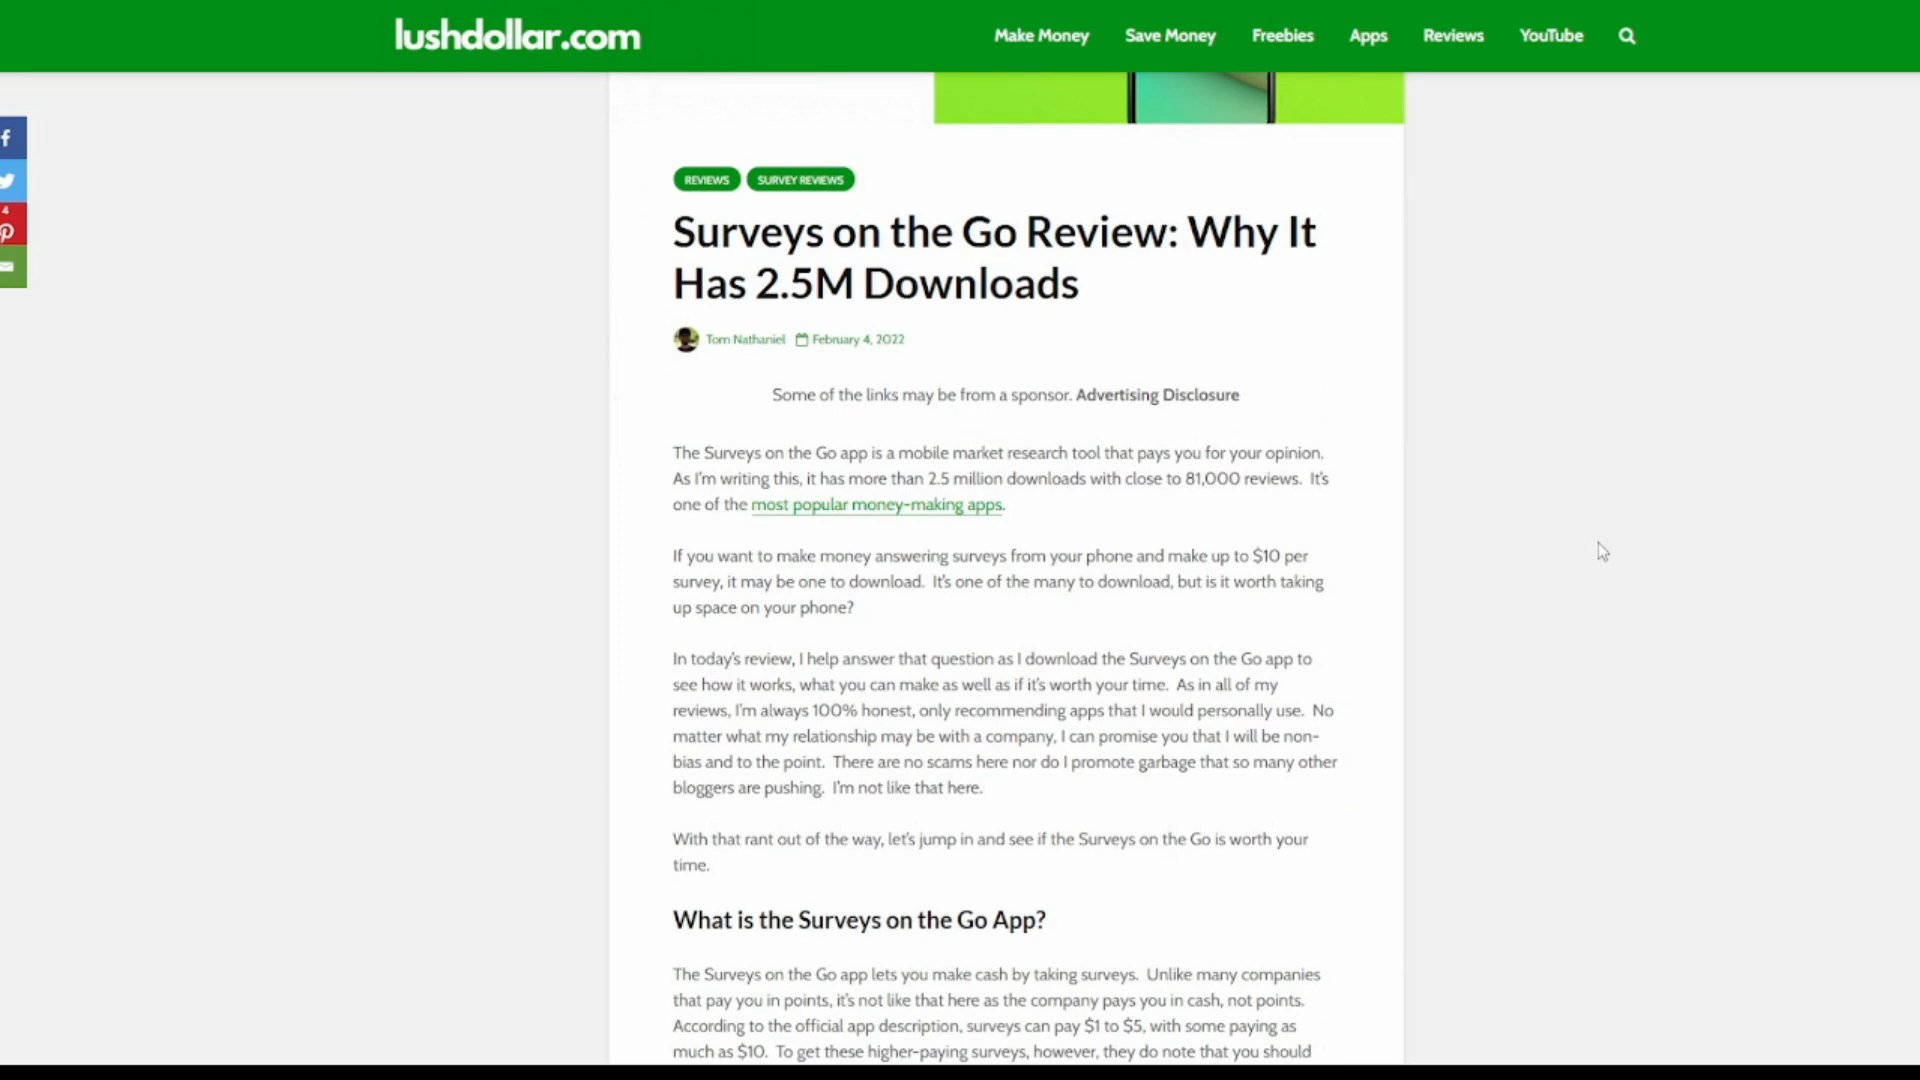 lushdollar.com
Make Money Save Money Freebies Apps Reviews YouTube
f
4
REVIEWS SURVEY REVIEWS
Surveys on the Go Review: Why It
Has 2.5M Downloads
Tom Nathaniel February 4, 2022
Some of the links may be from a sponsor. Advertising Disclosure
The Surveys on the Go app is a mobile market research tool that pays you for your opinion.
As I'm writing this, it has more than 2.5 million downloads with close to 81,000 reviews. It's
one of the most popular money-making apps.
If you want to make money answering surveys from your phone and make up to $10 per
survey, it may be one to download. It's one of the many to download, but is it worth taking
up space on your phone?
In today's review, I help answer that question as I download the Surveys on the Go app to
see how it works, what you can make as well as if it's worth your time. As in all of my
reviews, I'm always 100% honest, only recommending apps that I would personally use. No
matter what my relationship may be with a company, I can promise you that I will be non-
bias and to the point. There are no scams here nor do I promote garbage that so many other
bloggers are pushing. I'm not like that here.
With that rant out of the way, let's jump in and see if the Surveys on the Go is worth your
time.
What is the Surveys on the Go App?
The Surveys on the Go app lets you make cash by taking surveys. Unlike many companies
that pay you in points, it's not like that here as the company pays you in cash, not points.
According to the official app description, surveys can pay $1 to $5, with some paying as
much as $10. To get these higher-paying surveys, however, they do note that you should